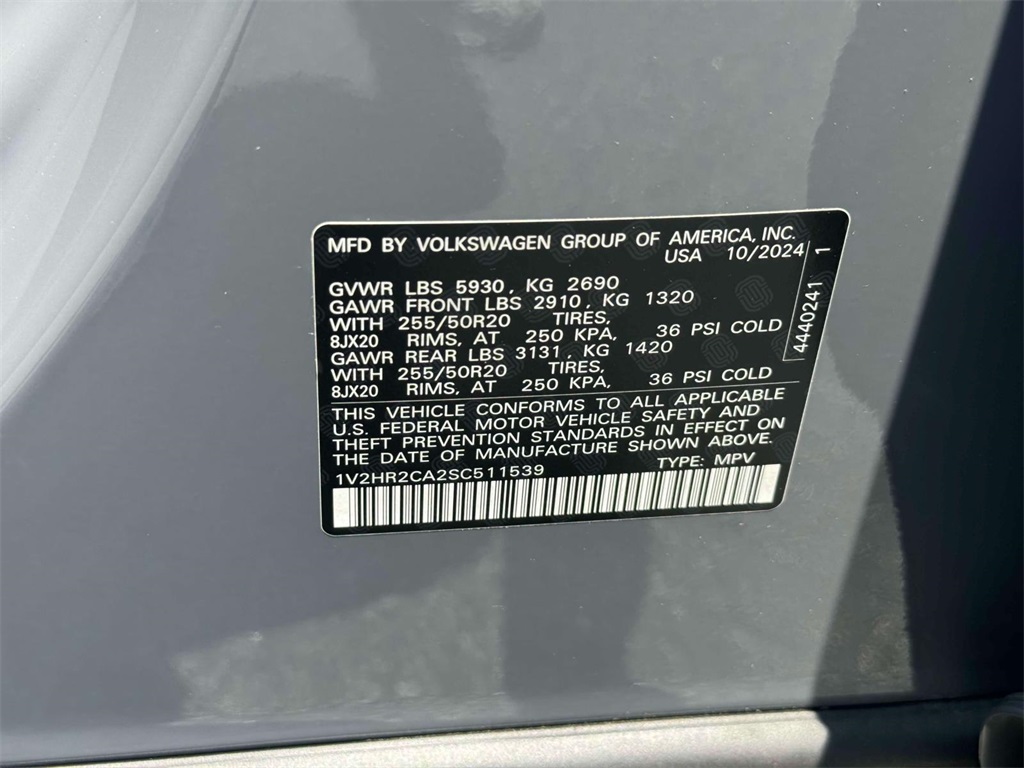 MFD BY VOLKSWAGEN GROUP OF AMERICA, INC.
USA 10/2024
GVWR LBS 5930, KG 2690
GAWR FRONT LBS 2910, KG 1320
WITH 255/50R20 TIRES,
8JX20 RIMS, AT 250 KPA, 36 PSI COLD
GAWR REAR LBS 3131, KG 1420
WITH 255/50R20 TIRES,
8JX20 RIMS, AT 250 KPA, 36 PSI COLD
THIS VEHICLE CONFORMS TO ALL APPLICABLE
U.S. FEDERAL MOTOR VEHICLE SAFETY AND
THEFT PREVENTION STANDARDS IN EFFECT ON
THE DATE OF MANUFACTURE SHOWN ABOVE.
1V2HR2CA2SC511539 TYPE: MPV
4440241 1